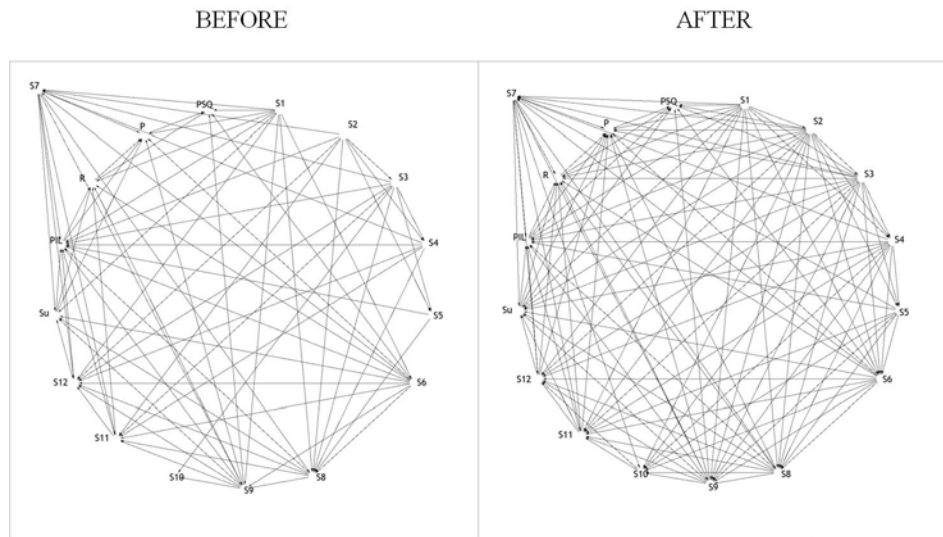 BEFORE
AFTER
S7
PSQ
S1
P
S2
R
S3
PIL
S4
Su
S5
S12
S6
S11
S10
S9
S8
S7
PSQ
S1
P
S2
R
S3
PIL
S4
Su
S5
S12
S6
S11
S10
S9
S8